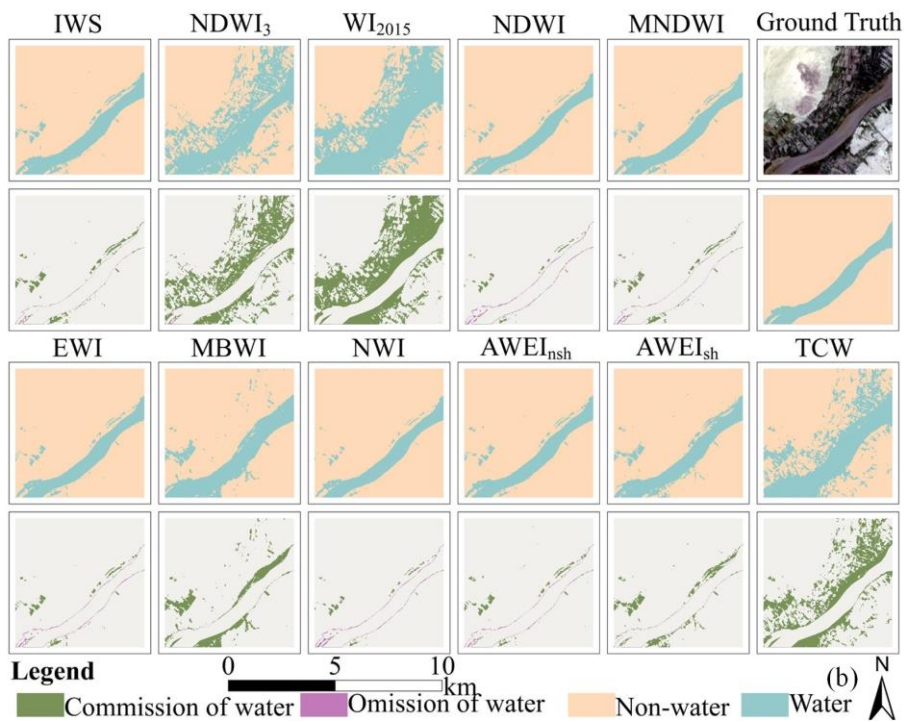 IWS NDWI₃ WI₂₀₁₅ NDWI MNDWI Ground Truth
EWI MBWI NWI AWEIₙₛₕ AWEIₛₕ TCW
Legend 0 5 10 (b) N
km
Commission of water Omission of water Non-water Water